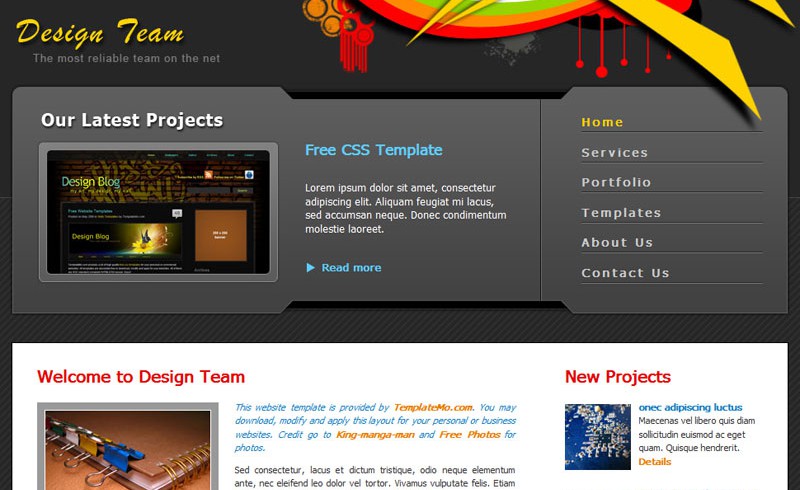 Design Team
The most reliable team on the net
Our Latest Projects
Design Blog
Free Website Templates
Design Blog
Free CSS Template
Lorem ipsum dolor sit amet, consectetur
adipiscing elit. Aliquam feugiat mi lacus,
sed accumsan neque. Donec condimentum
molestie laoreet.
Read more
Home
Services
Portfolio
Templates
About Us
Contact Us
Welcome to Design Team
This website template is provided by TemplateMo.com. You may
download, modify and apply this layout for your personal or business
websites. Credit go to King-manga-man and Free Photos for
photos.
Sed consectetur, lacus et dictum tristique, odio neque elementum
ante, nec eleifend leo dolor vel tortor. Vivamus vulputate felis. Etiam
New Projects
onec adipiscing luctus
Maecenas vel libero quis diam
sollicitudin euismod ac eget
quam. Quisque hendrerit.
Details